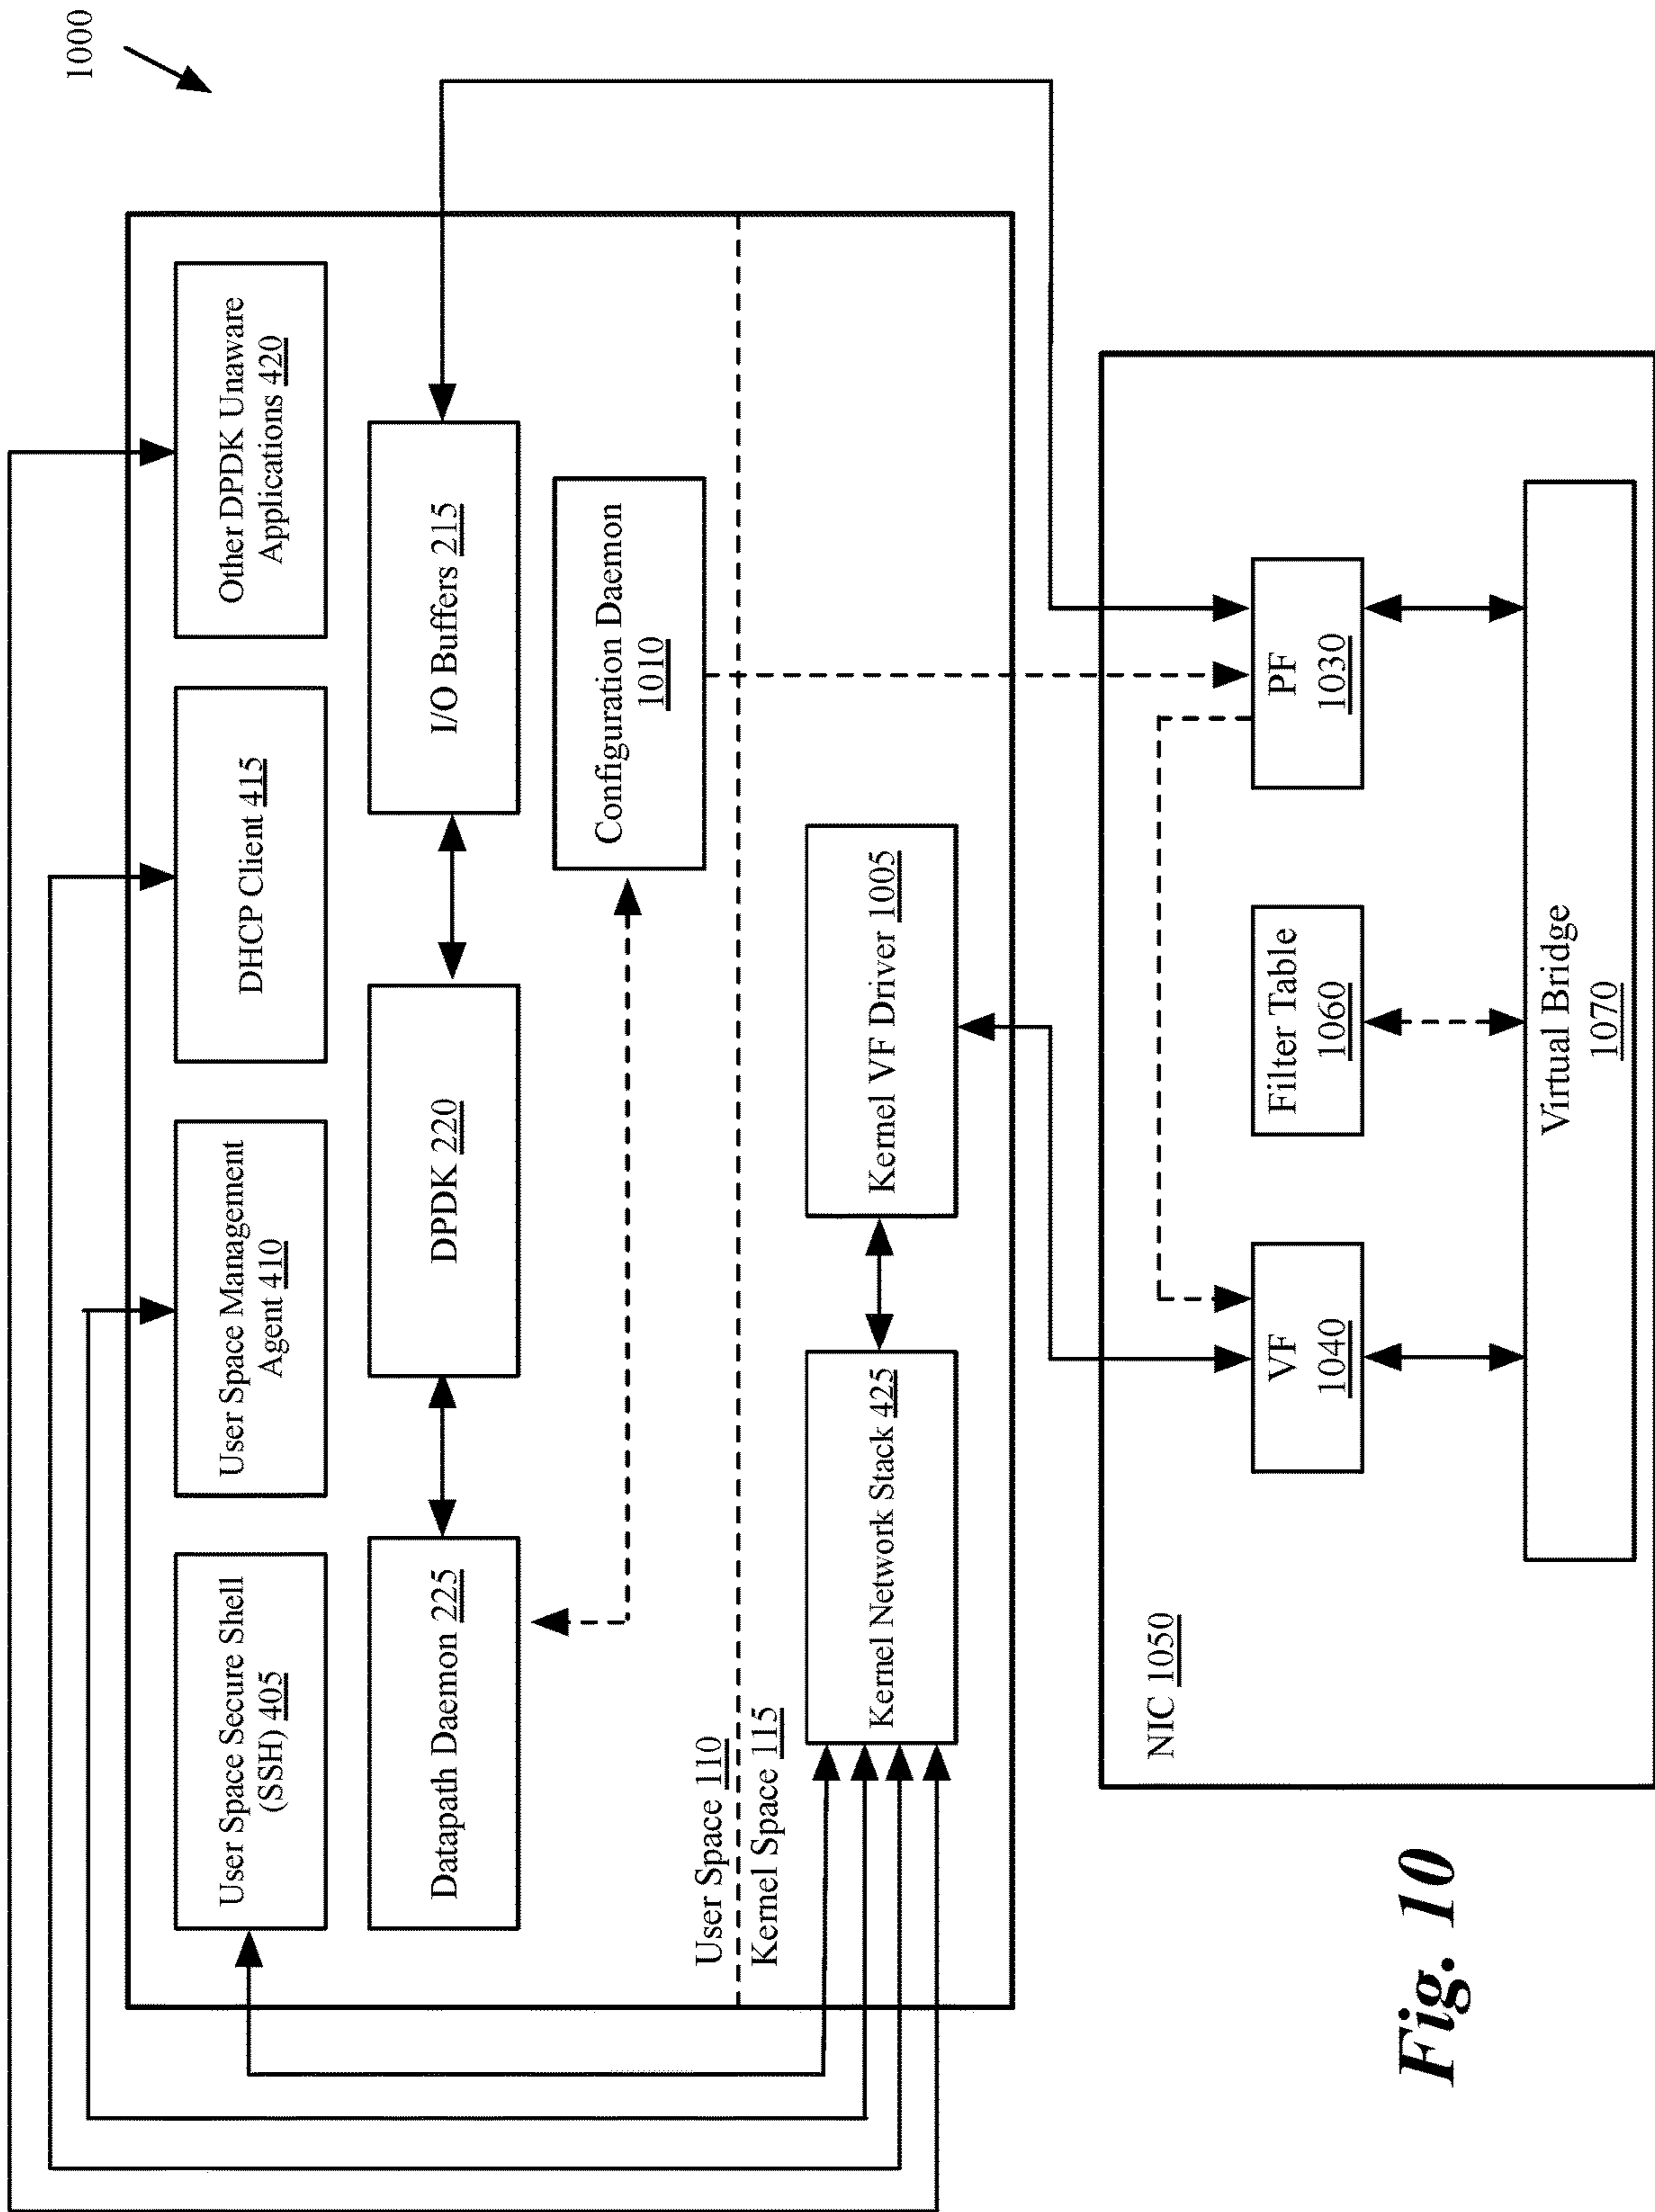 1000
User Space Secure Shell
(SSH) 405
User Space Management
Agent 410
DHCP Client 415
Other DPDK Unaware
Applications 420
Datapath Daemon 225
DPDK 220
I/O Buffers 215
Configuration Daemon
1010
User Space 110
Kernel Space 115
Kernel Network Stack 425
Kernel VF Driver 1005
NIC 1050
VF
1040
Filter Table
1060
PF
1030
Virtual Bridge
1070
Fig. 10